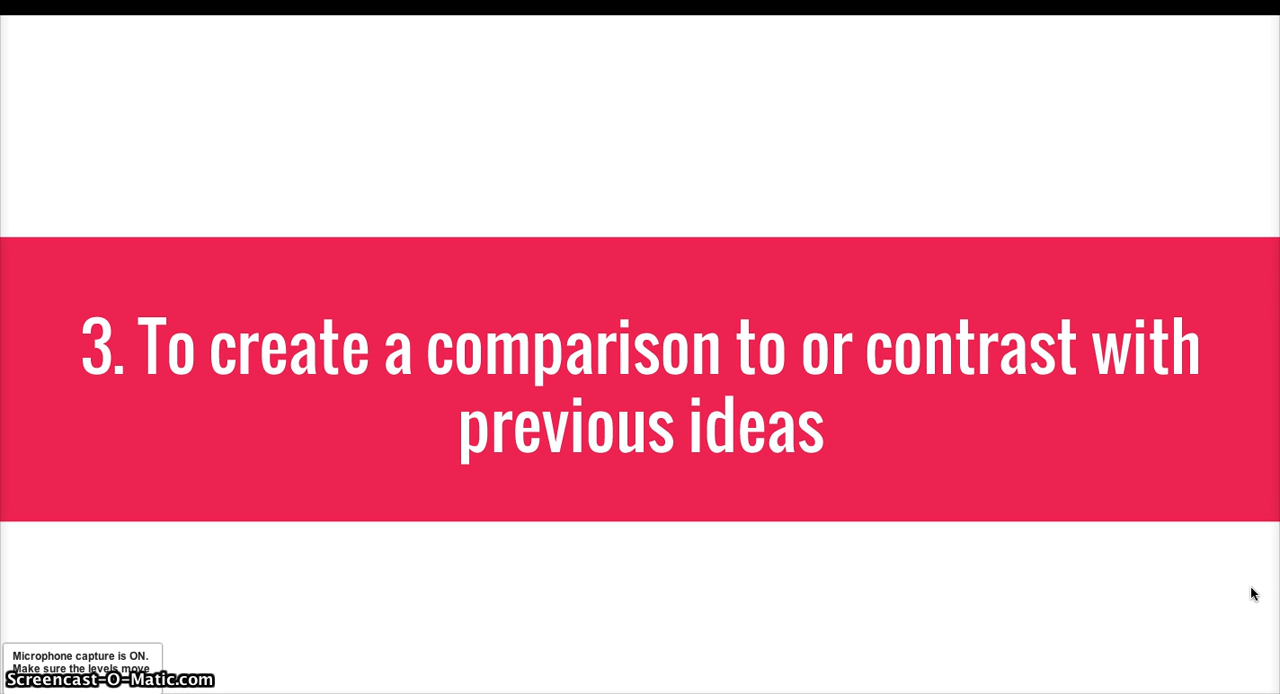 3. To create a comparison to or contrast with
previous ideas
Microphone capture is ON.
Make sure the levels move
Screencast-O-Matic.com